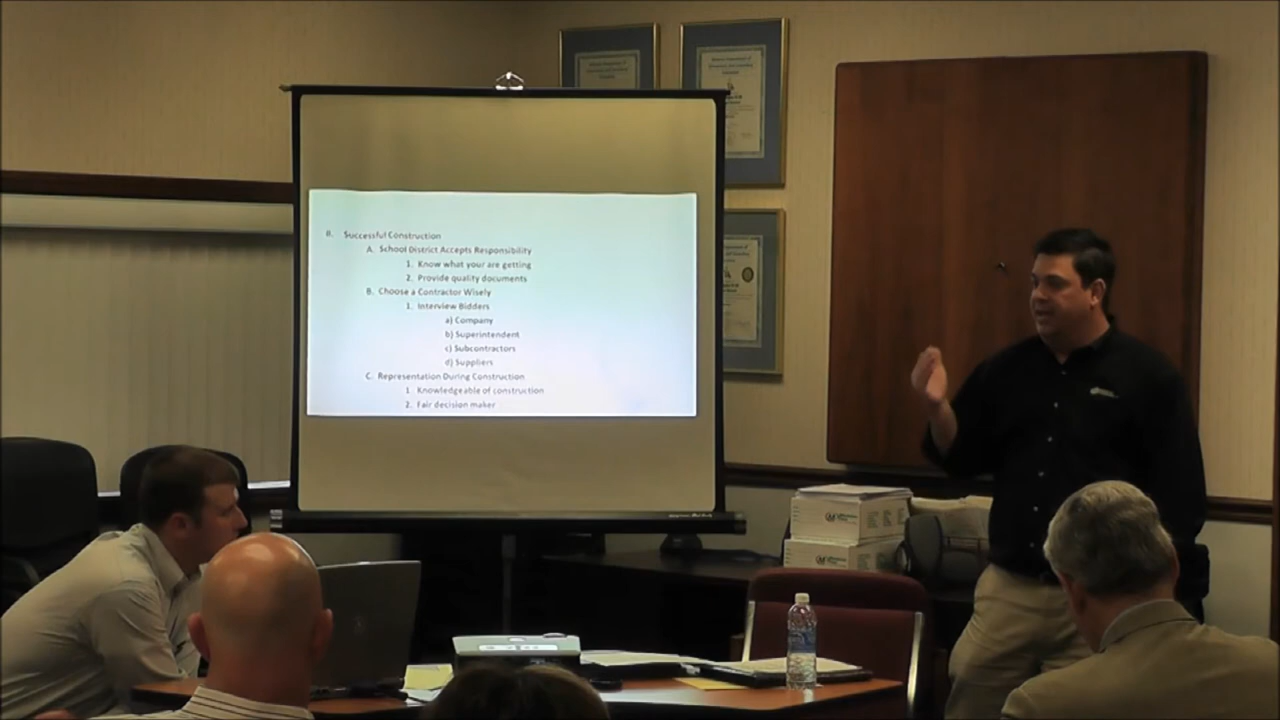 II. Successful Construction
A. School District Accepts Responsibility
1. Know what your are getting
2. Provide quality documents
B. Choose a Contractor Wisely
1. Interview Bidders
a) Company
b) Superintendent
c) Subcontractors
d) Suppliers
C. Representation During Construction
1. Knowledgeable of construction
2. Fair decision maker